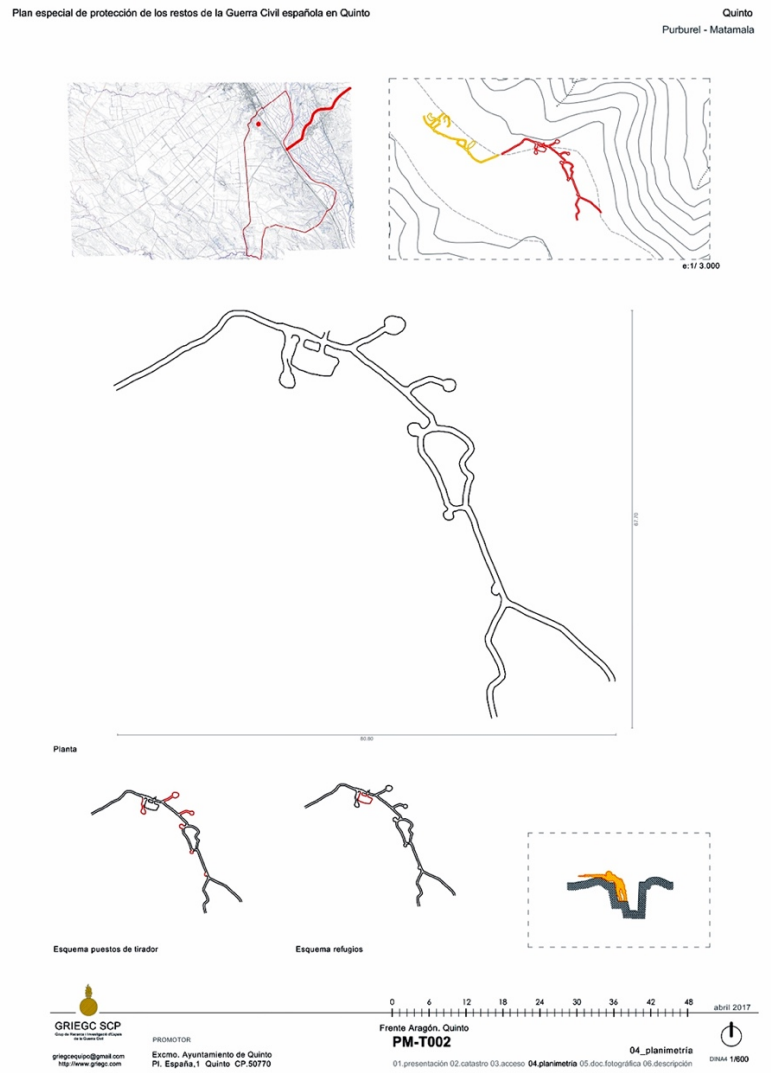 Plan especial de protección de los restos de la Guerra Civil española en Quinto
Quinto
Purburel - Matamala
e:1/ 3.000
60.60
Planta
Esquema puestos de tirador
Esquema refugios
GRIEGC SCP
griegcequipo@gmail.com
http://www.griegc.com
PROMOTOR
Excmo. Ayuntamiento de Quinto
Pl. España,1 Quinto CP.50770
0 6 12 18 24 30 36 42 48
abril 2017
Frente Aragón. Quinto
PM-T002
04_planimetría
01.presentación 02.catastro 03.acceso 04.planimetría 05.doc.fotográfica 06.descripción
DINA4 1/600